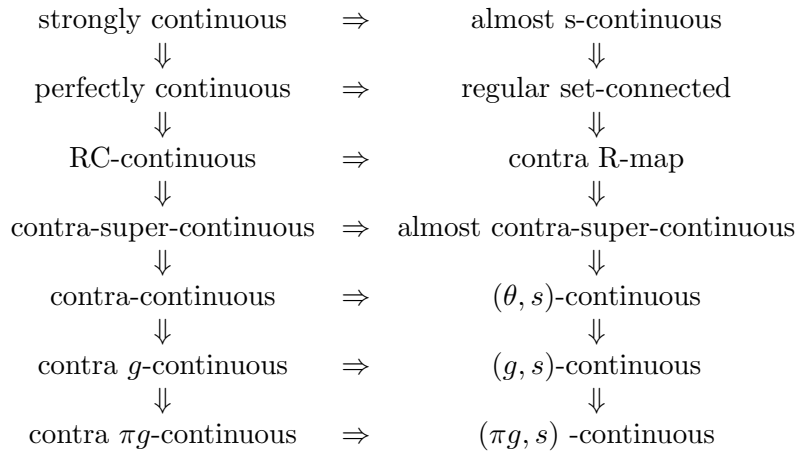 strongly continuous ⇒ almost s-continuous
⇓ ⇓
perfectly continuous ⇒ regular set-connected
⇓ ⇓
RC-continuous ⇒ contra R-map
⇓ ⇓
contra-super-continuous ⇒ almost contra-super-continuous
⇓ ⇓
contra-continuous ⇒ (θ, s)-continuous
⇓ ⇓
contra g-continuous ⇒ (g, s)-continuous
⇓ ⇓
contra πg-continuous ⇒ (πg, s) -continuous